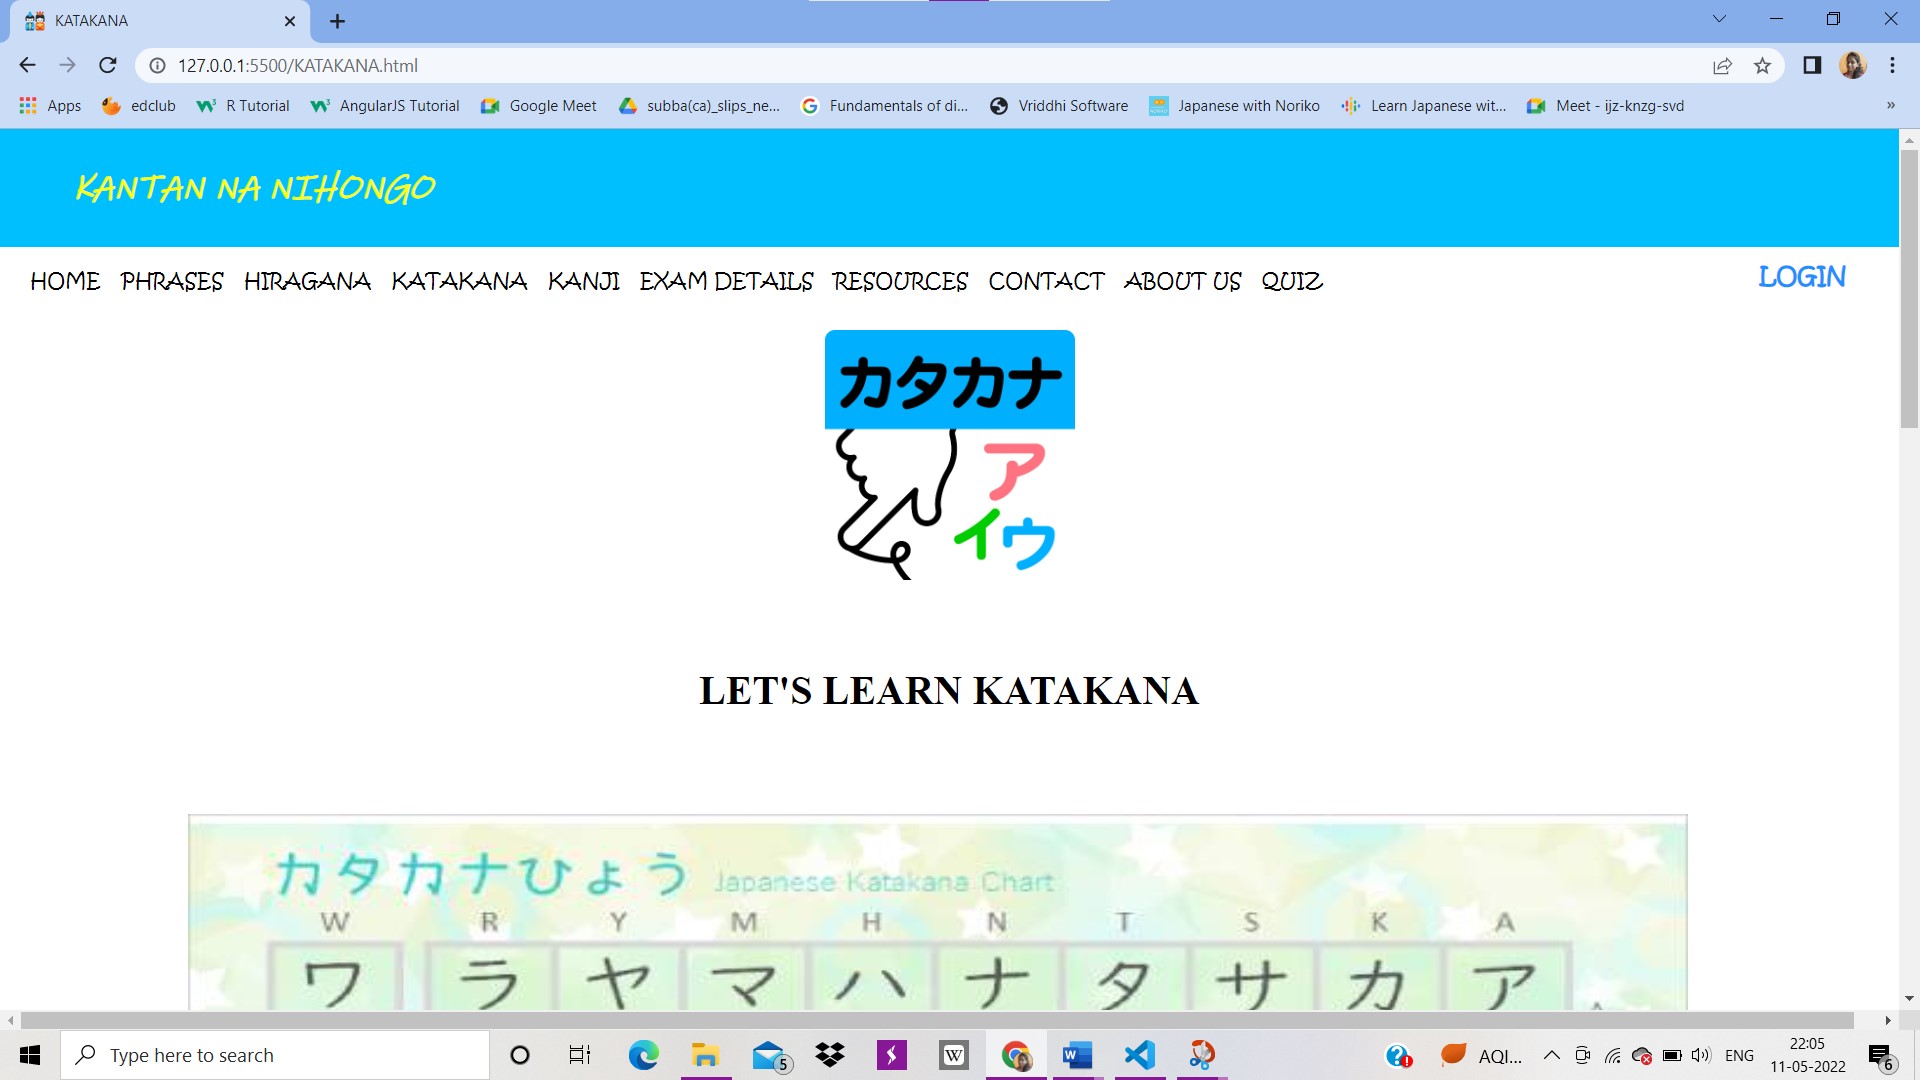 KATAKANA
127.0.0.1:5500/KATAKANA.html
Apps edclub R Tutorial AngularJS Tutorial Google Meet subba(ca)_slips_ne... Fundamentals of di... Vriddhi Software Japanese with Noriko Learn Japanese wit... Meet - ijz-knzg-svd »
KANTAN NA NIHONGO
HOME PHRASES HIRAGANA KATAKANA KANJI EXAM DETAILS RESOURCES CONTACT ABOUT US QUIZ LOGIN
カタカナ
ア
イウ
LET'S LEARN KATAKANA
カタカナひょう Japanese Katakana Chart
W R Y M H N T S K A
ワ ラ ヤ マ ハ ナ タ サ カ ア
Type here to search 5 W W AQI... ENG 22:05 6
11-05-2022